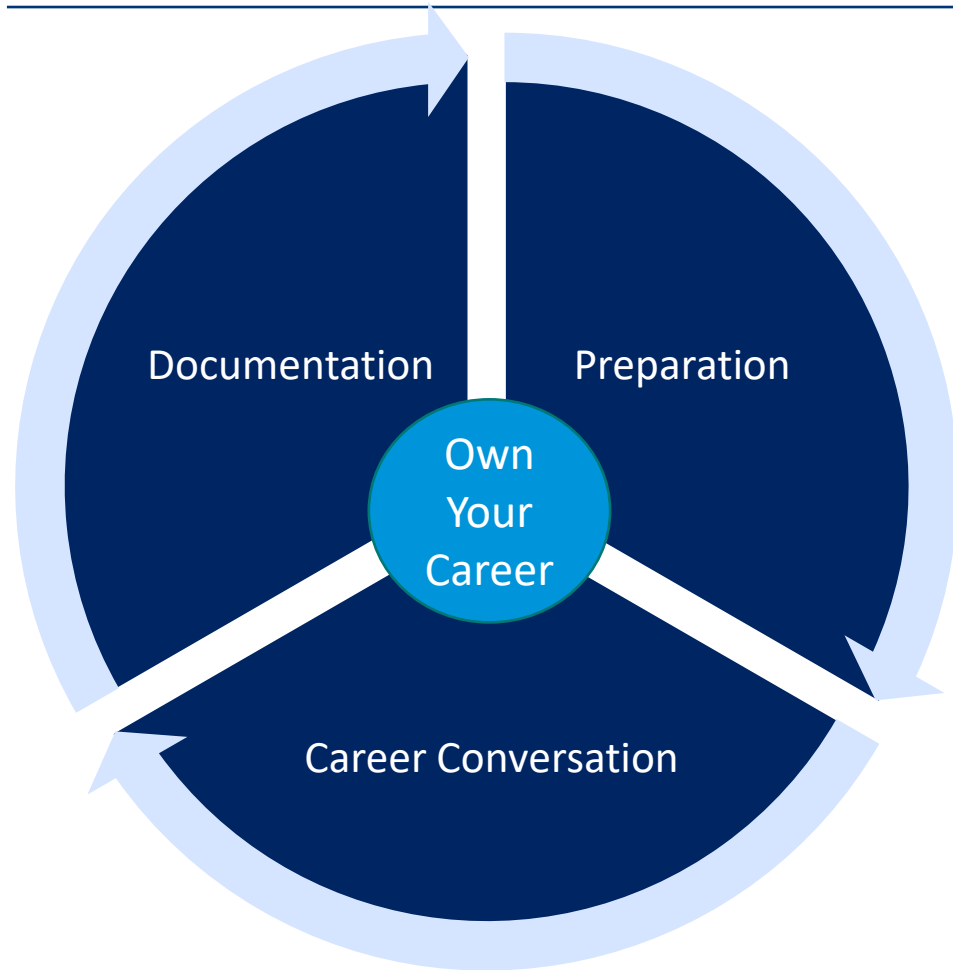 Documentation
Preparation
Own
Your
Career
Career Conversation